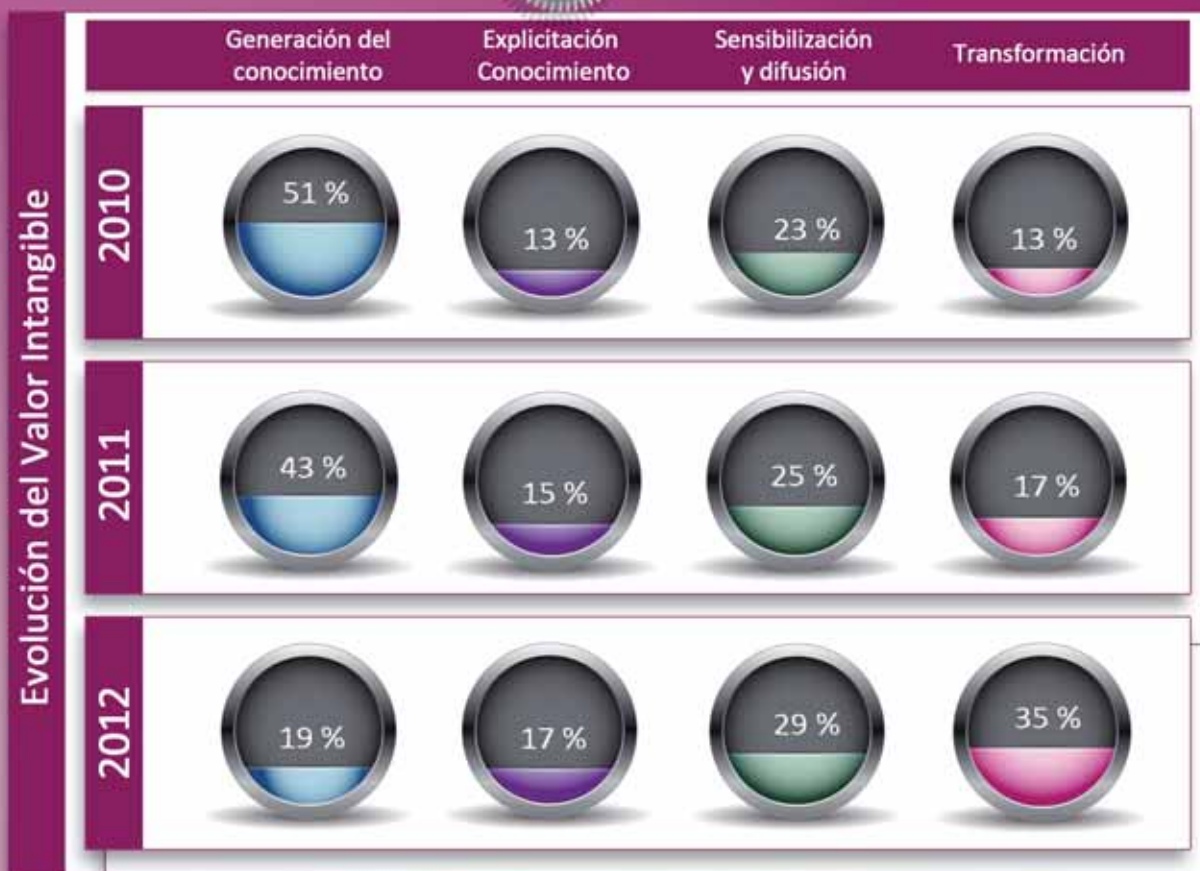 Evolución del Valor Intangible
Generación del
conocimiento
Explicitación
Conocimiento
Sensibilización
y difusión
Transformación
2010
51 %
13 %
23 %
13 %
2011
43 %
15 %
25 %
17 %
2012
19 %
17 %
29 %
35 %